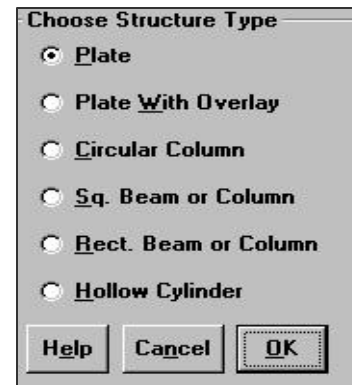 Choose Structure Type
Plate
Plate With Overlay
Circular Column
Sq. Beam or Column
Rect. Beam or Column
Hollow Cylinder
Help Cancel OK